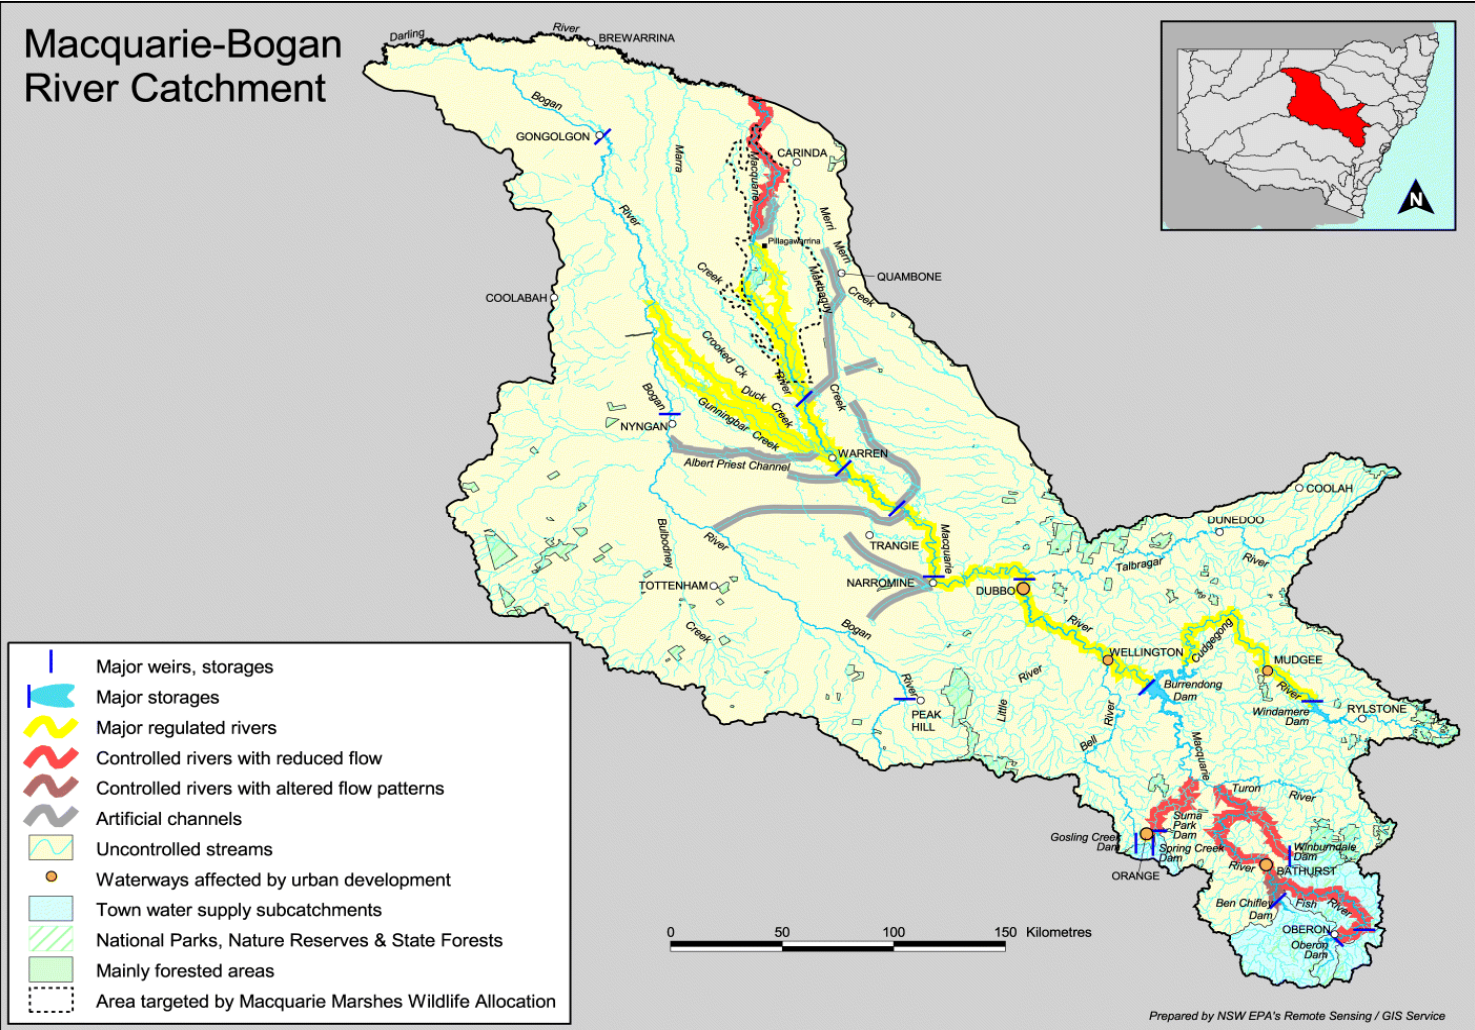 Macquarie-Bogan
River Catchment
Darling
River
BREWARRINA
Bogan
GONGOLGON
Marra
Macquarie
CARINDA
N
River
Merri
Merri
Pillagawarrina
Creek
Marthaguy
QUAMBONE
Creek
COOLABAH
Crooked Ck
Duck Creek
River
Creek
Bogan
Gunningbar Creek
NYNGAN
WARREN
Albert Priest Channel
COOLAH
DUNEDOO
Bulbodney
River
TRANGIE
Macquarie
Talbragar
River
TOTTENHAM
NARROMINE
DUBBO
Creek
Bogan
River
WELLINGTON
Cudgegong
MUDGEE
River
River
Little
River
Burrendong
Dam
River
Windamere
Dam
RYLSTONE
PEAK
HILL
Bell
Macquarie
Turon
River
Suma
Park
Dam
Gosling Creek
Dam
Spring Creek
Dam
Winburndale
Dam
River
BATHURST
ORANGE
Ben Chifley
Dam
Fish
River
OBERON
Oberon
Dam
Major weirs, storages
Major storages
Major regulated rivers
Controlled rivers with reduced flow
Controlled rivers with altered flow patterns
Artificial channels
Uncontrolled streams
Waterways affected by urban development
Town water supply subcatchments
National Parks, Nature Reserves & State Forests
Mainly forested areas
Area targeted by Macquarie Marshes Wildlife Allocation
0 50 100 150 Kilometres
Prepared by NSW EPA's Remote Sensing / GIS Service